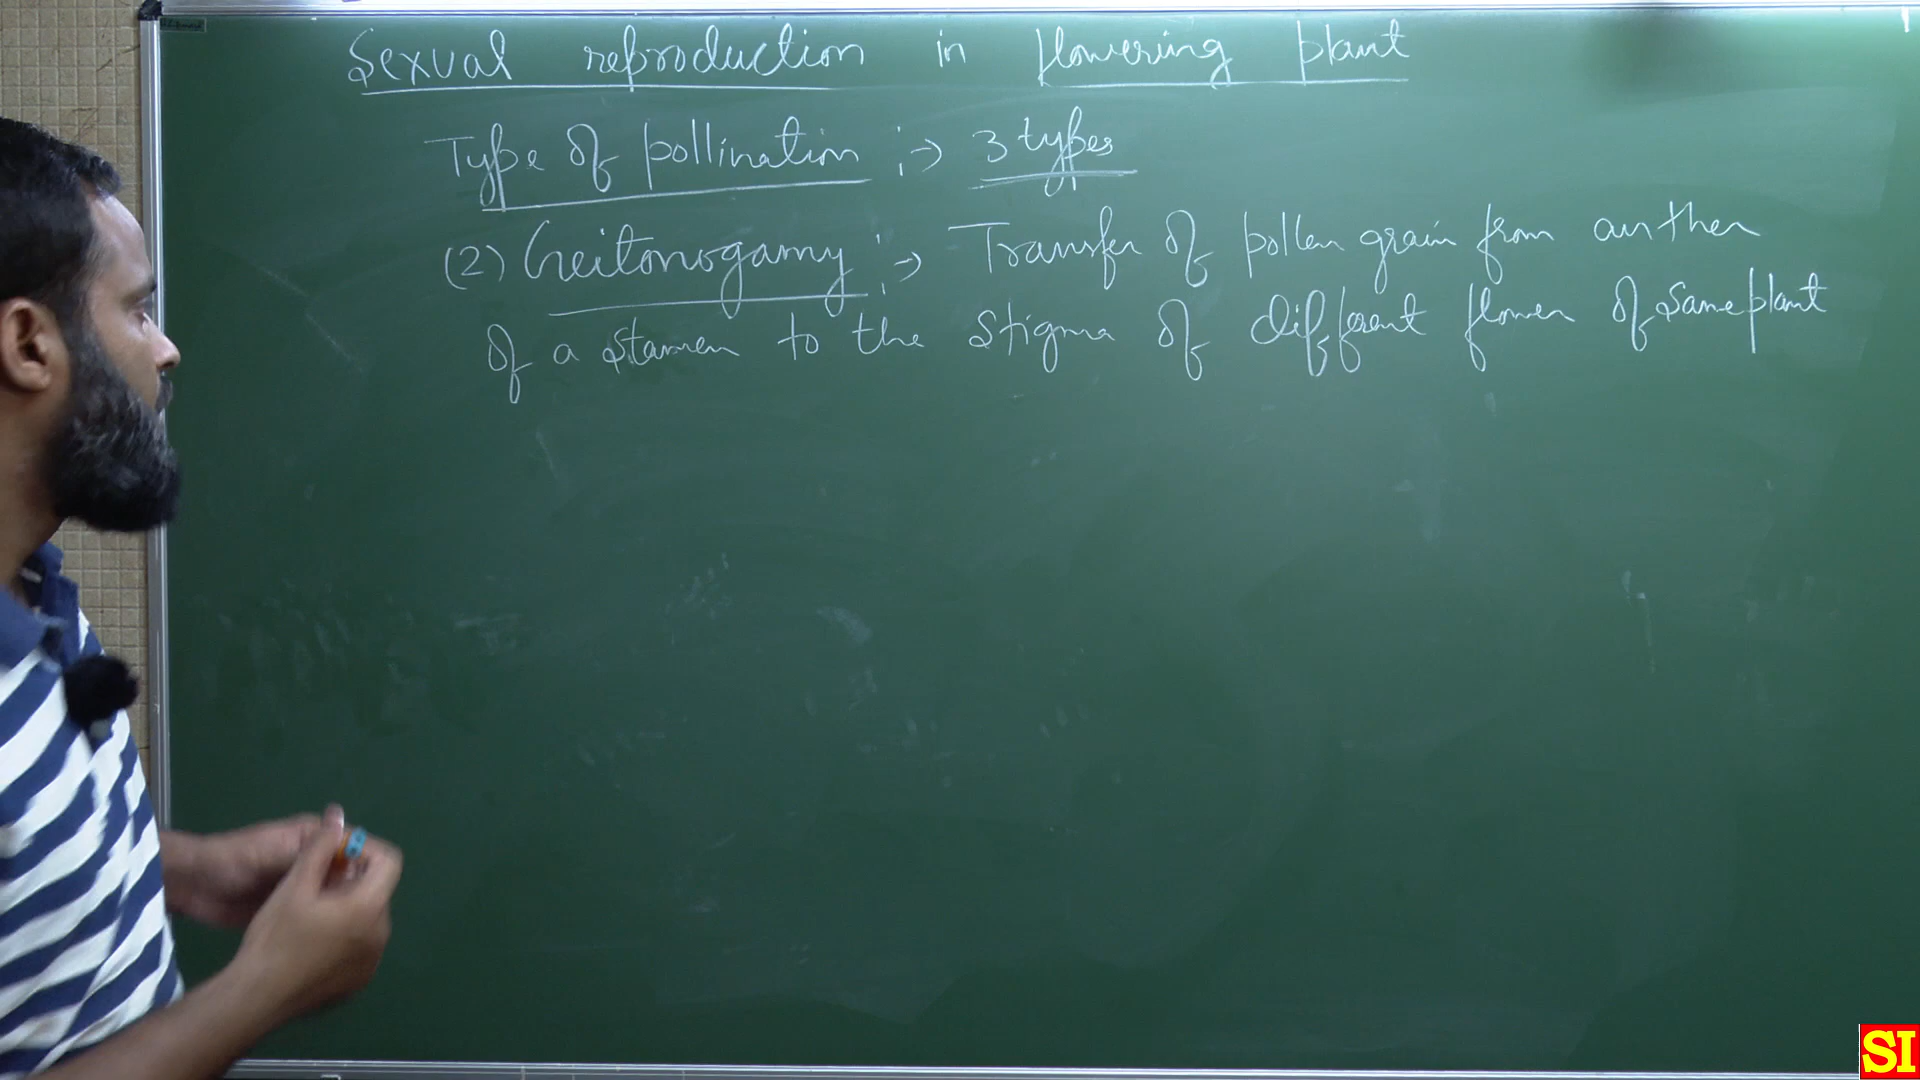 Sexual reproduction in flowering plant
Type of pollination :→ 3 types
(2) Geitonogamy :→ Transfer of pollen grain from anther
of a stamen to the stigma of different flower of same plant
SI